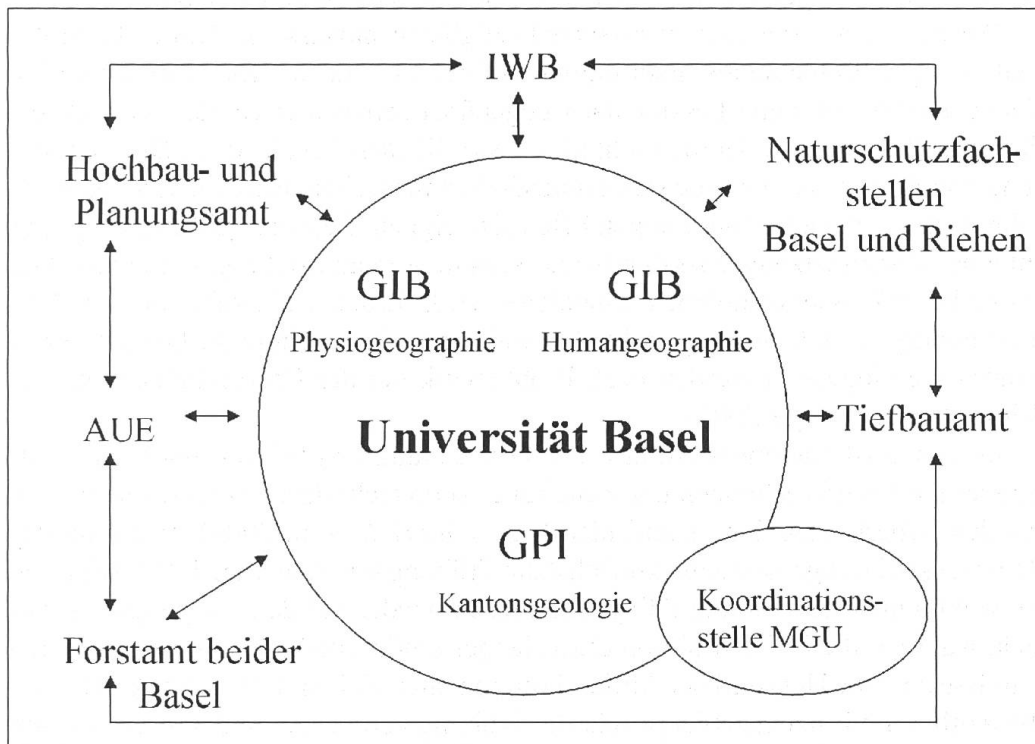 IWB
Hochbau- und
Planungsamt
Naturschutzfach-
stellen
Basel und Riehen
GIB
Physiogeographie
GIB
Humangeographie
AUE
Universität Basel
Tiefbauamt
GPI
Kantonsgeologie
Koordinations-
stelle MGU
Forstamt beider
Basel